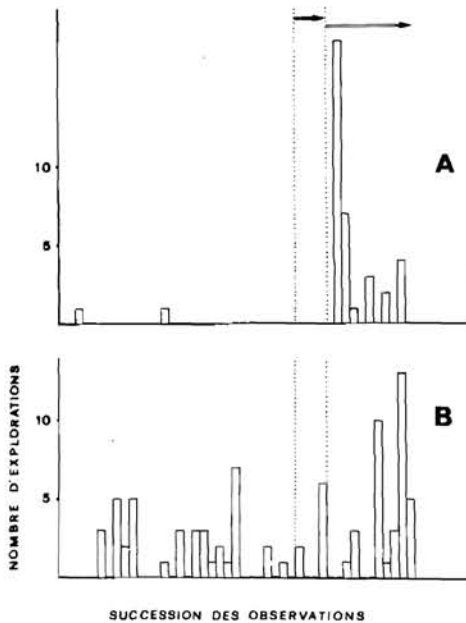 10
5
A
10
5
B
NOMBRE D'EXPLORATIONS
SUCCESSION DES OBSERVATIONS